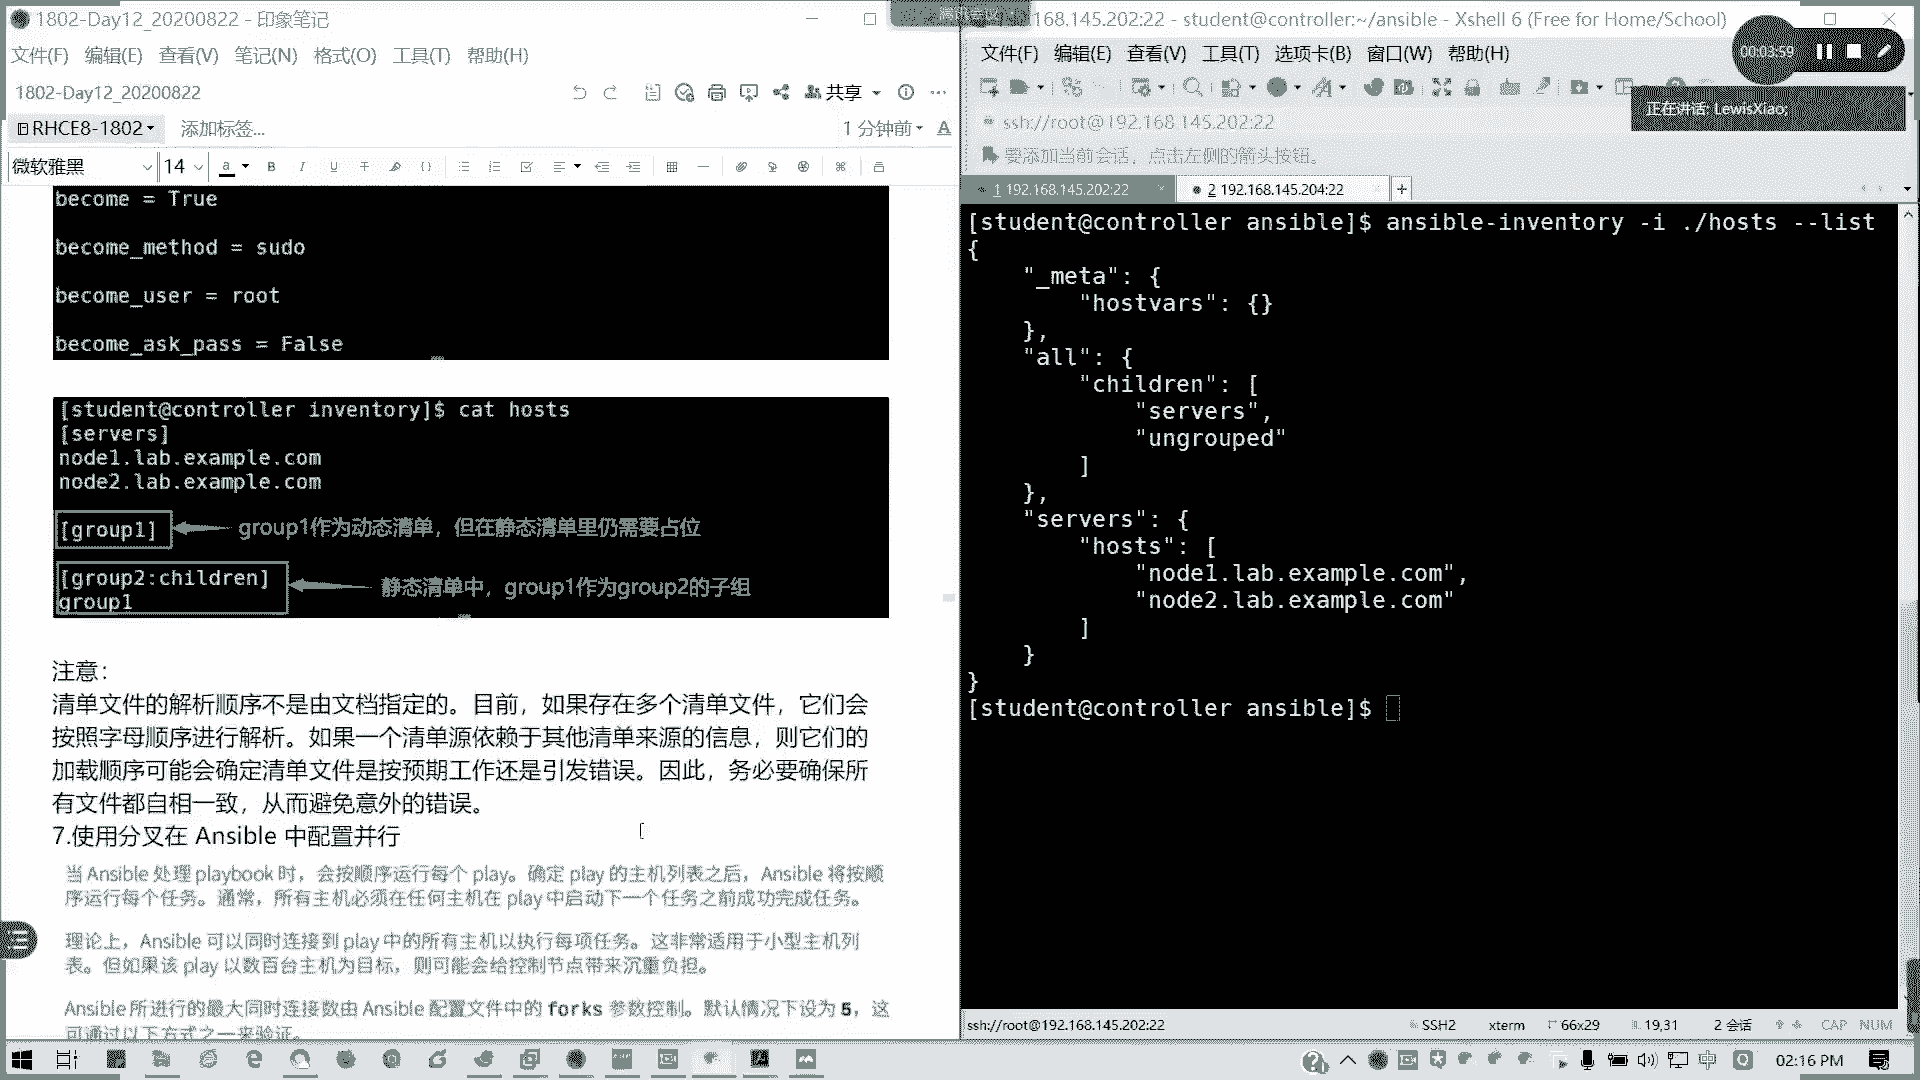 1802-Day12_20200822 - 印象笔记
文件(F) 编辑(E) 查看(V) 笔记(N) 格式(O) 工具(T) 帮助(H)
1802-Day12_20200822
共享
RHCE8-1802
添加标签...
1 分钟前
微软雅黑
14
become = True
become_method = sudo
become_user = root
become_ask_pass = False
[student@controller inventory]$ cat hosts
[servers]
node1.lab.example.com
node2.lab.example.com
[group1]
group1作为动态清单，但在静态清单里仍需要占位
[group2:children]
group1
静态清单中，group1作为group2的子组
注意：
清单文件的解析顺序不是由文档指定的。目前，如果存在多个清单文件，它们会
按照字母顺序进行解析。如果一个清单源依赖于其他清单来源的信息，则它们的
加载顺序可能会确定清单文件是按预期工作还是引发错误。因此，务必要确保所
有文件都自相一致，从而避免意外的错误。
7.使用分叉在 Ansible 中配置并行
当 Ansible 处理 playbook 时，会按顺序运行每个 play。确定 play 的主机列表之后，Ansible 将按顺
序运行每个任务。通常，所有主机必须在任何主机在 play 中启动下一个任务之前成功完成任务。
理论上，Ansible 可以同时连接到 play 中的所有主机以执行每项任务。这非常适用于小型主机列
表。但如果该 play 以数百台主机为目标，则可能会给控制节点带来沉重负担。
Ansible 所进行的最大同时连接数由 Ansible 配置文件中的 forks 参数控制。默认情况下设为 5，这
可通过以下方式之一来验证。
168.145.202:22 - student@controller:~/ansible - Xshell 6 (Free for Home/School)
文件(F) 编辑(E) 查看(V) 工具(T) 选项卡(B) 窗口(W) 帮助(H)
00:03:59
正在讲话: LewisXiao;
ssh://root@192.168.145.202:22
要添加当前会话，点击左侧的箭头按钮。
1 192.168.145.202:22
2 192.168.145.204:22
[student@controller ansible]$ ansible-inventory -i ./hosts --list
{
"_meta": {
"hostvars": {}
},
"all": {
"children": [
"servers",
"ungrouped"
]
},
"servers": {
"hosts": [
"node1.lab.example.com",
"node2.lab.example.com"
]
}
}
[student@controller ansible]$
ssh://root@192.168.145.202:22
SSH2
xterm
66x29
19,31
2 会话
CAP NUM
中
02:16 PM